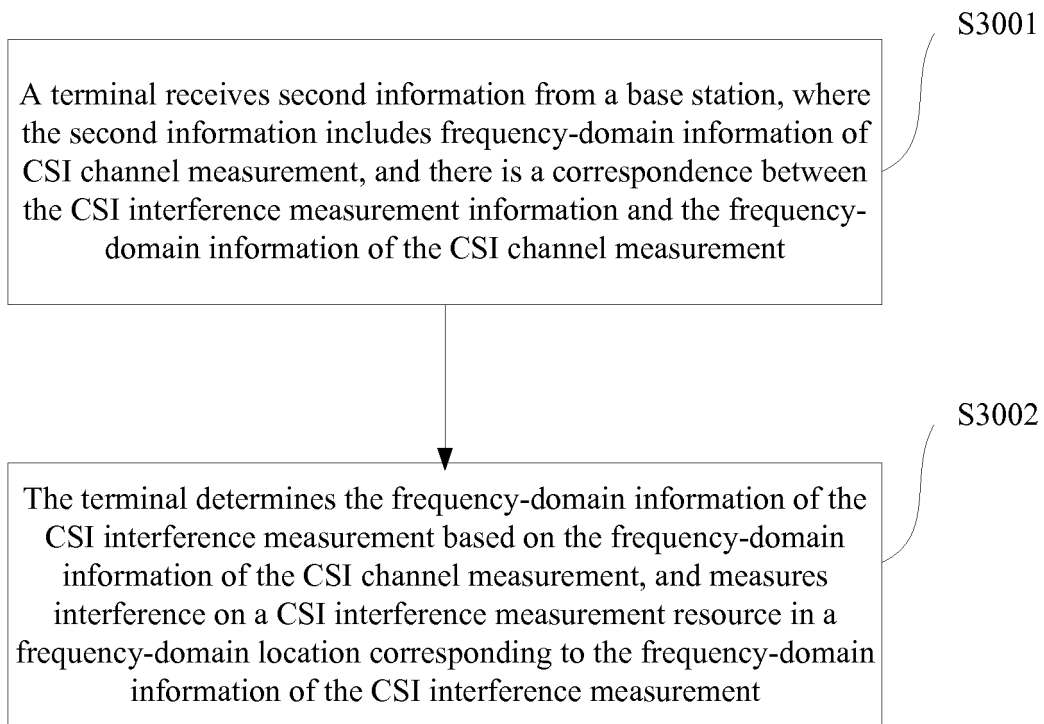 S3001
A terminal receives second information from a base station, where
the second information includes frequency-domain information of
CSI channel measurement, and there is a correspondence between
the CSI interference measurement information and the frequency-
domain information of the CSI channel measurement
S3002
The terminal determines the frequency-domain information of the
CSI interference measurement based on the frequency-domain
information of the CSI channel measurement, and measures
interference on a CSI interference measurement resource in a
frequency-domain location corresponding to the frequency-domain
information of the CSI interference measurement